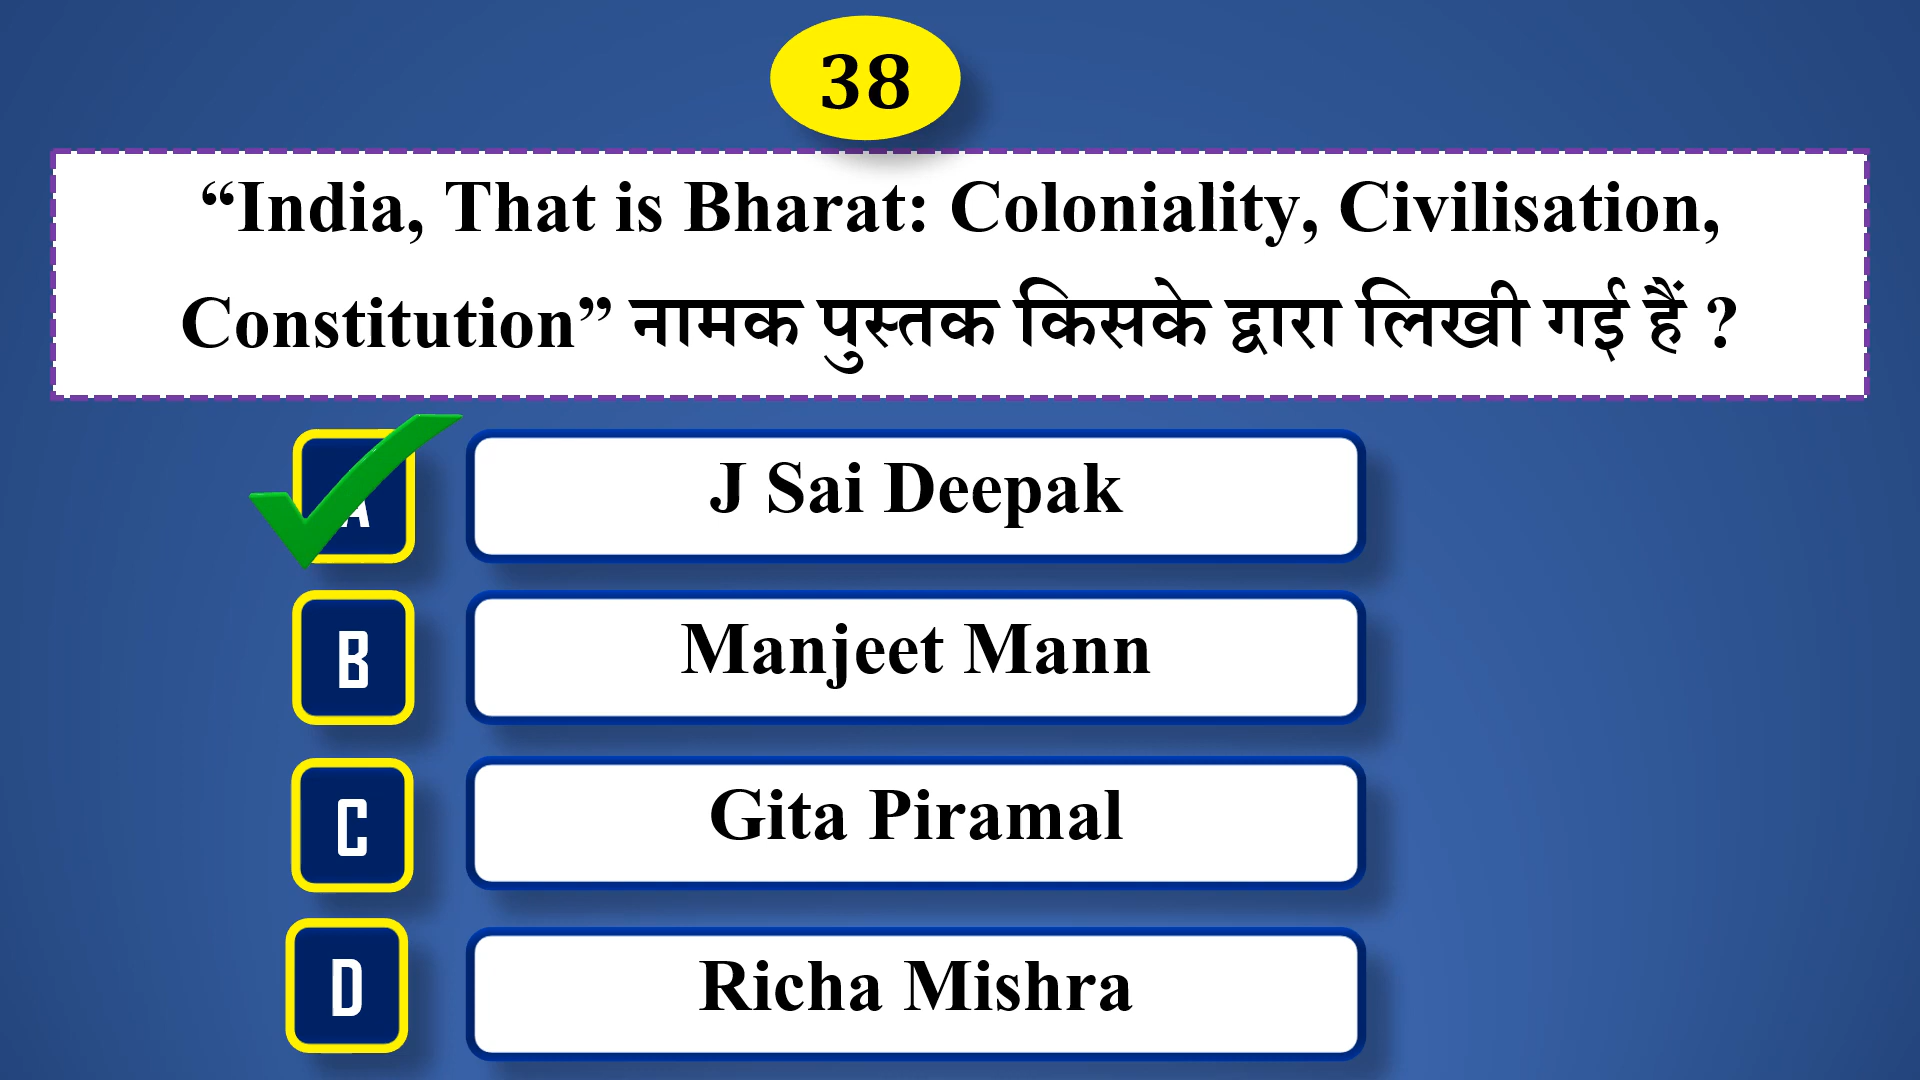 38
“India, That is Bharat: Coloniality, Civilisation,
Constitution” नामक पुस्तक किसके द्वारा लिखी गई हैं ?
A
J Sai Deepak
B
Manjeet Mann
C
Gita Piramal
D
Richa Mishra